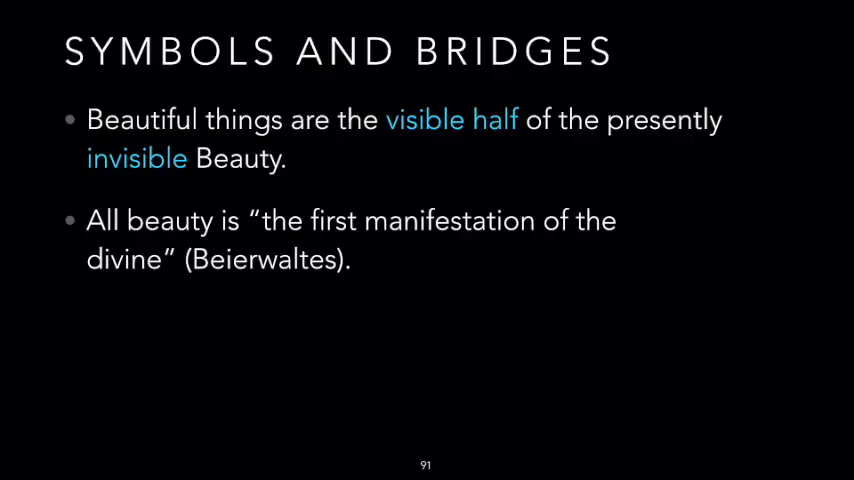 SYMBOLS AND BRIDGES
• Beautiful things are the visible half of the presently
invisible Beauty.
• All beauty is “the first manifestation of the
divine” (Beierwaltes).
91